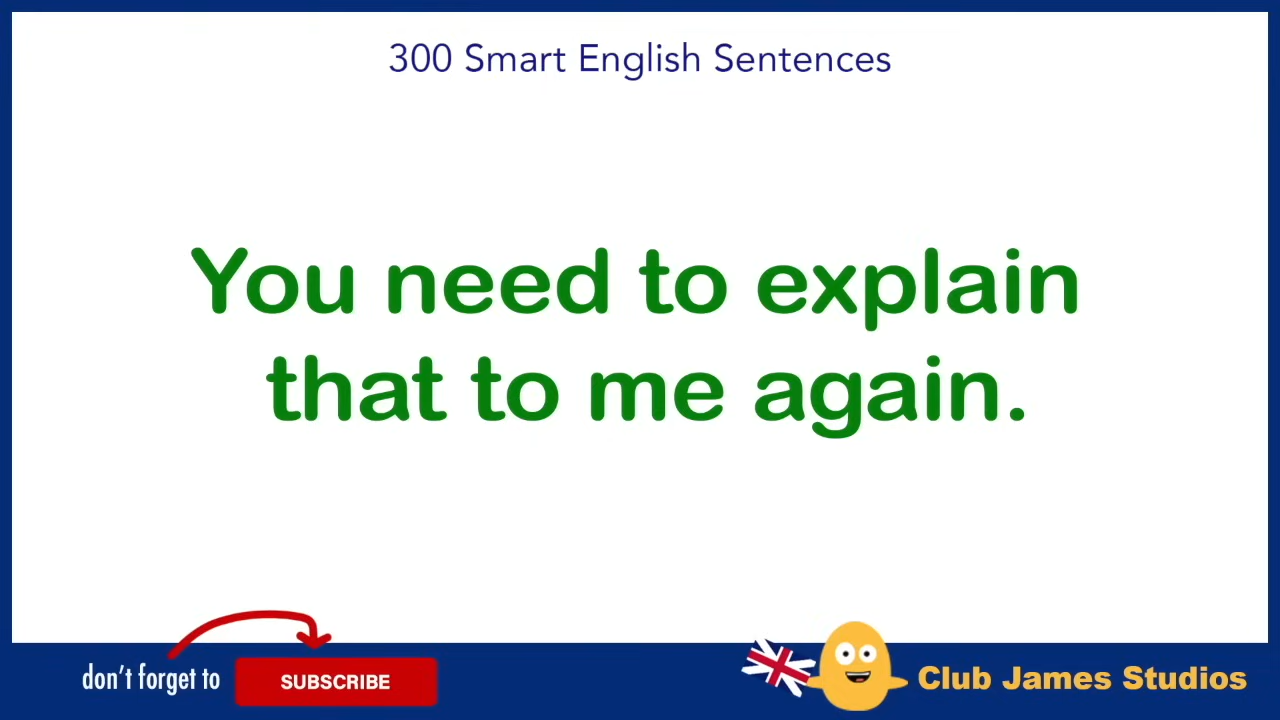 300 Smart English Sentences
You need to explain
that to me again.
don't forget to
SUBSCRIBE
Club James Studios